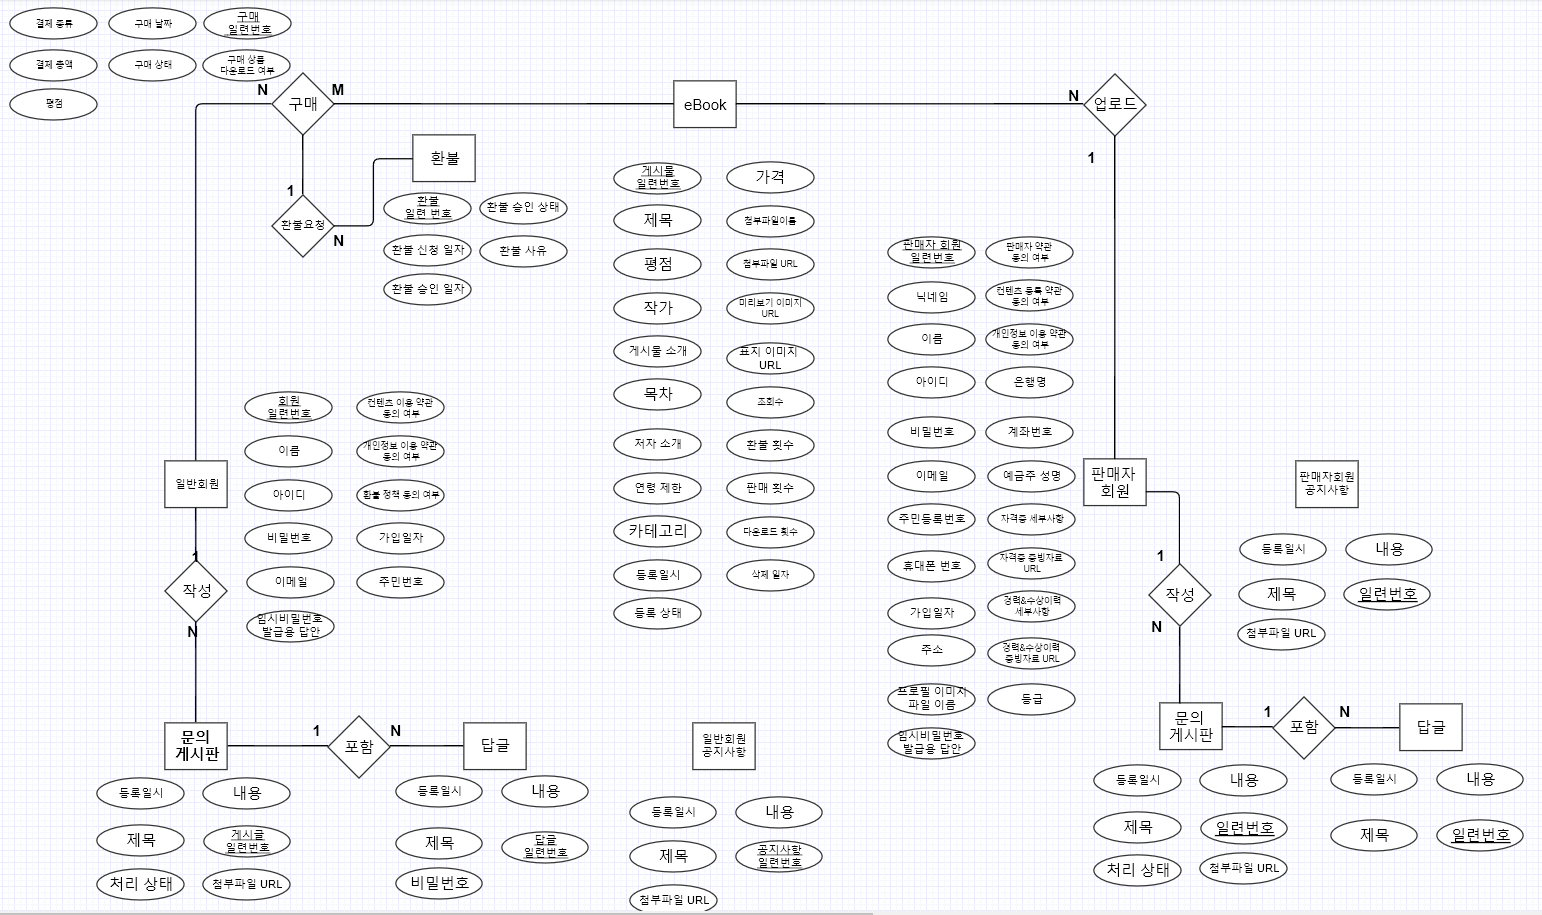 결제 종류
구매 날짜
구매
일련번호
결제 총액
구매 상태
구매 상품
다운로드 여부
평점
N
구매
M
eBook
N
업로드
1
환불
1
환불요청
N
환불
일련 번호
환불 승인 상태
환불 신청 일자
환불 사유
환불 승인 일자
게시물
일련번호
가격
제목
첨부파일이름
평점
첨부파일 URL
작가
미리보기 이미지
URL
게시물 소개
표지 이미지
URL
목차
조회수
저자 소개
환불 횟수
연령 제한
판매 횟수
카테고리
다운로드 횟수
등록일시
삭제 일자
등록 상태
판매자 회원
일련번호
판매자 약관
동의 여부
닉네임
컨텐츠 등록 약관
동의 여부
이름
개인정보 이용 약관
동의 여부
아이디
은행명
비밀번호
계좌번호
이메일
예금주 성명
주민등록번호
자격증 세부사항
휴대폰 번호
자격증 증빙자료
URL
가입일자
경력&수상이력
세부사항
주소
경력&수상이력
증빙자료 URL
프로필 이미지
파일 이름
등급
임시비밀번호
발급용 답안
회원
일련번호
컨텐츠 이용 약관
동의 여부
이름
개인정보 이용 약관
동의 여부
아이디
환불 정책 동의 여부
비밀번호
가입일자
이메일
주민번호
임시비밀번호
발급용 답안
일반회원
1
작성
N
문의
게시판
1
포함
N
답글
등록일시
내용
제목
게시글
일련번호
처리 상태
첨부파일 URL
등록일시
내용
제목
답글
일련번호
비밀번호
일반회원
공지사항
등록일시
내용
제목
공지사항
일련번호
첨부파일 URL
판매자
회원
판매자회원
공지사항
등록일시
내용
제목
일련번호
첨부파일 URL
1
작성
N
문의
게시판
1
포함
N
답글
등록일시
내용
제목
일련번호
처리 상태
첨부파일 URL
등록일시
내용
제목
일련번호